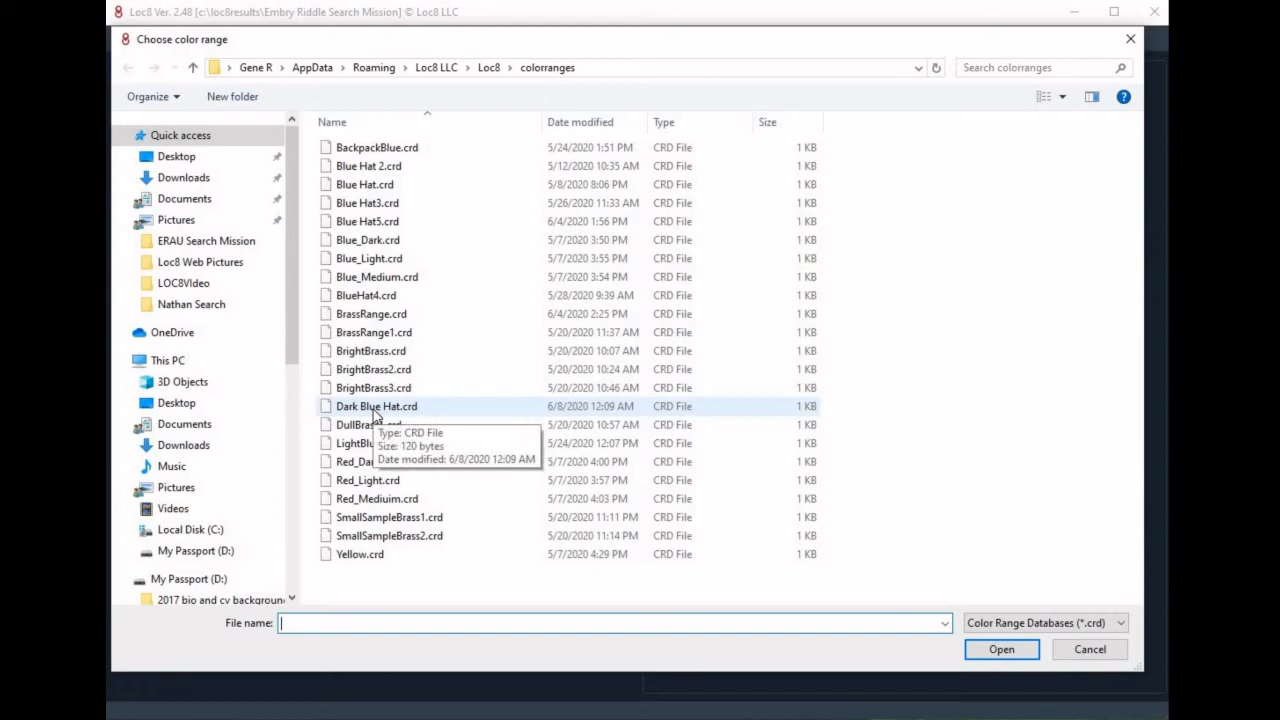 Loc8 Ver. 2.48 [c:\loc8results\Embry Riddle Search Mission] © Loc8 LLC
Choose color range
Gene R > AppData > Roaming > Loc8 LLC > Loc8 > colorranges
Search colorranges
Organize
New folder
Quick access
Desktop
Downloads
Documents
Pictures
ERAU Search Mission
Loc8 Web Pictures
LOC8VIdeo
Nathan Search
OneDrive
This PC
3D Objects
Desktop
Documents
Downloads
Music
Pictures
Videos
Local Disk (C:)
My Passport (D:)
My Passport (D:)
2017 bio and cv background
Name Date modified Type Size
BackpackBlue.crd 5/24/2020 1:51 PM CRD File 1 KB
Blue Hat 2.crd 5/12/2020 10:35 AM CRD File 1 KB
Blue Hat.crd 5/8/2020 8:06 PM CRD File 1 KB
Blue Hat3.crd 5/26/2020 11:33 AM CRD File 1 KB
Blue Hat5.crd 6/4/2020 1:56 PM CRD File 1 KB
Blue_Dark.crd 5/7/2020 3:50 PM CRD File 1 KB
Blue_Light.crd 5/7/2020 3:55 PM CRD File 1 KB
Blue_Medium.crd 5/7/2020 3:54 PM CRD File 1 KB
BlueHat4.crd 5/28/2020 9:39 AM CRD File 1 KB
BrassRange.crd 6/4/2020 2:25 PM CRD File 1 KB
BrassRange1.crd 5/20/2020 11:37 AM CRD File 1 KB
BrightBrass.crd 5/20/2020 10:07 AM CRD File 1 KB
BrightBrass2.crd 5/20/2020 10:24 AM CRD File 1 KB
BrightBrass3.crd 5/20/2020 10:46 AM CRD File 1 KB
Dark Blue Hat.crd 6/8/2020 12:09 AM CRD File 1 KB
5/20/2020 10:57 AM CRD File 1 KB
5/24/2020 12:07 PM CRD File 1 KB
5/7/2020 4:00 PM CRD File 1 KB
Red_Light.crd 5/7/2020 3:57 PM CRD File 1 KB
Red_Mediuim.crd 5/7/2020 4:03 PM CRD File 1 KB
SmallSampleBrass1.crd 5/20/2020 11:11 PM CRD File 1 KB
SmallSampleBrass2.crd 5/20/2020 11:14 PM CRD File 1 KB
Yellow.crd 5/7/2020 4:29 PM CRD File 1 KB
Type: CRD File
Size: 120 bytes
Date modified: 6/8/2020 12:09 AM
File name:
Color Range Databases (*.crd)
Open
Cancel